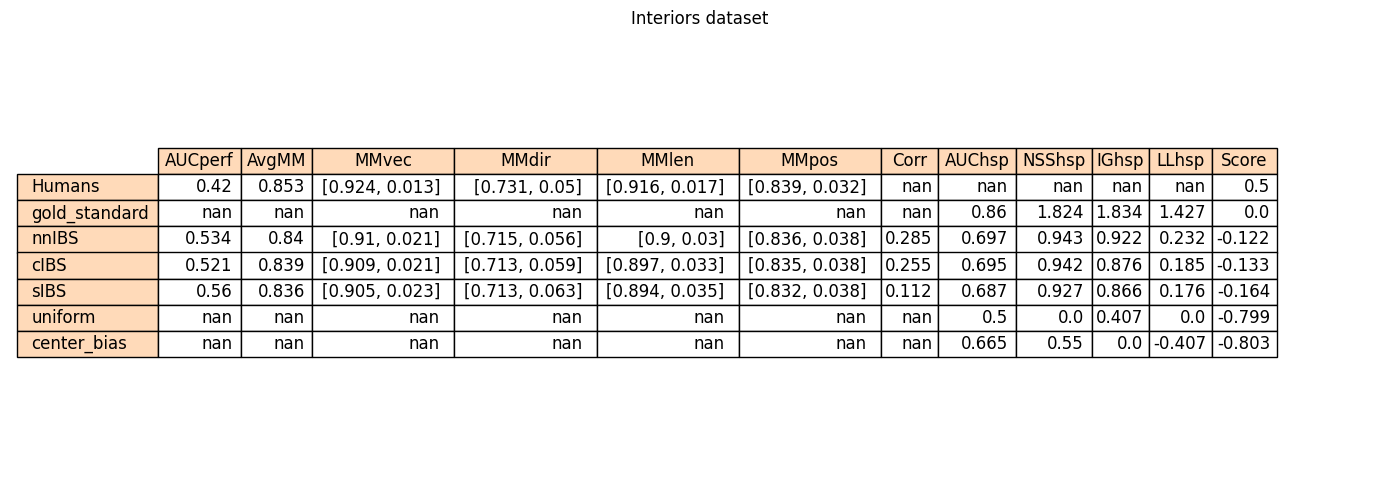 Interiors dataset
AUCperf AvgMM MMvec MMdir MMlen MMpos Corr AUChsp NSShsp IGhsp LLhsp Score
Humans 0.42 0.853 [0.924, 0.013] [0.731, 0.05] [0.916, 0.017] [0.839, 0.032] nan nan nan nan nan 0.5
gold_standard nan nan nan nan nan nan nan 0.86 1.824 1.834 1.427 0.0
nnIBS 0.534 0.84 [0.91, 0.021] [0.715, 0.056] [0.9, 0.03] [0.836, 0.038] 0.285 0.697 0.943 0.922 0.232 -0.122
cIBS 0.521 0.839 [0.909, 0.021] [0.713, 0.059] [0.897, 0.033] [0.835, 0.038] 0.255 0.695 0.942 0.876 0.185 -0.133
sIBS 0.56 0.836 [0.905, 0.023] [0.713, 0.063] [0.894, 0.035] [0.832, 0.038] 0.112 0.687 0.927 0.866 0.176 -0.164
uniform nan nan nan nan nan nan nan 0.5 0.0 0.407 0.0 -0.799
center_bias nan nan nan nan nan nan nan 0.665 0.55 0.0 -0.407 -0.803